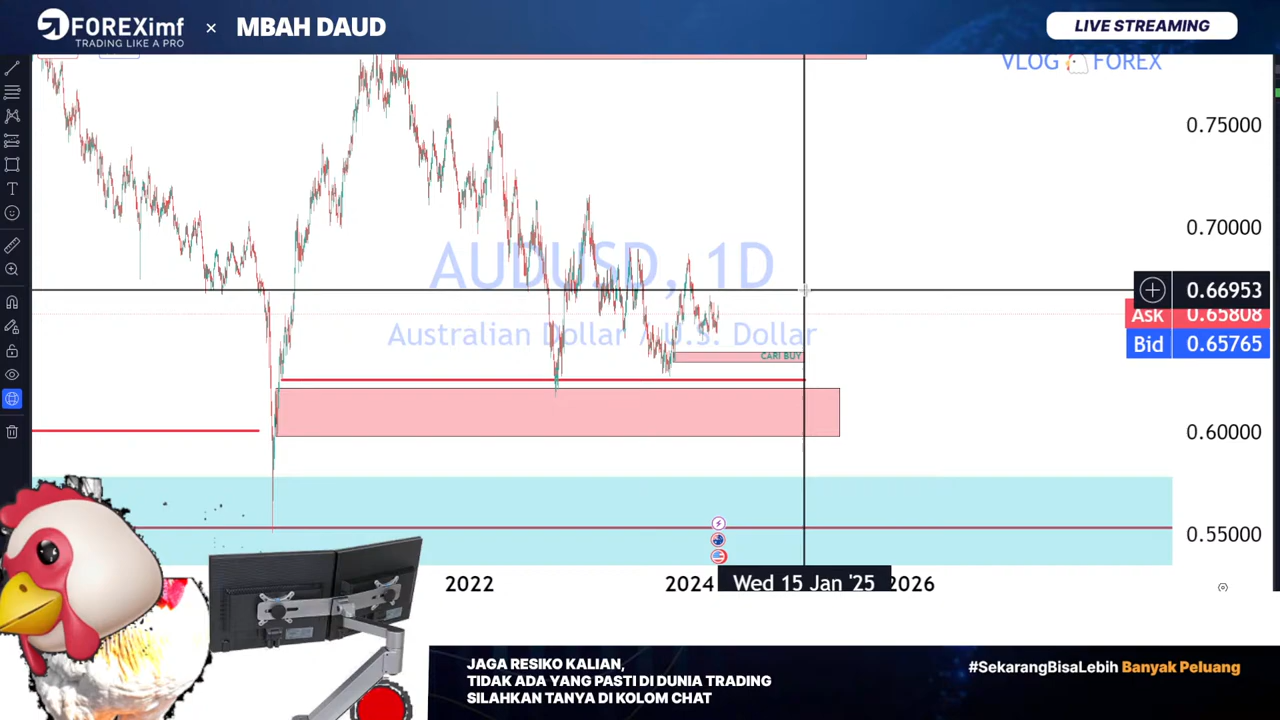 FOREXimf
TRADING LIKE A PRO
×
MBAH DAUD
LIVE STREAMING
VLOG FOREX
0.75000
0.70000
AUDUSD, 1D
Australian Dollar / U.S. Dollar
0.66953
Ask 0.65808
Bid 0.65765
CARI BUY
0.60000
0.55000
2022
2024
Wed 15 Jan '25
2026
JAGA RESIKO KALIAN,
TIDAK ADA YANG PASTI DI DUNIA TRADING
SILAHKAN TANYA DI KOLOM CHAT
#SekarangBisaLebih Banyak Peluang